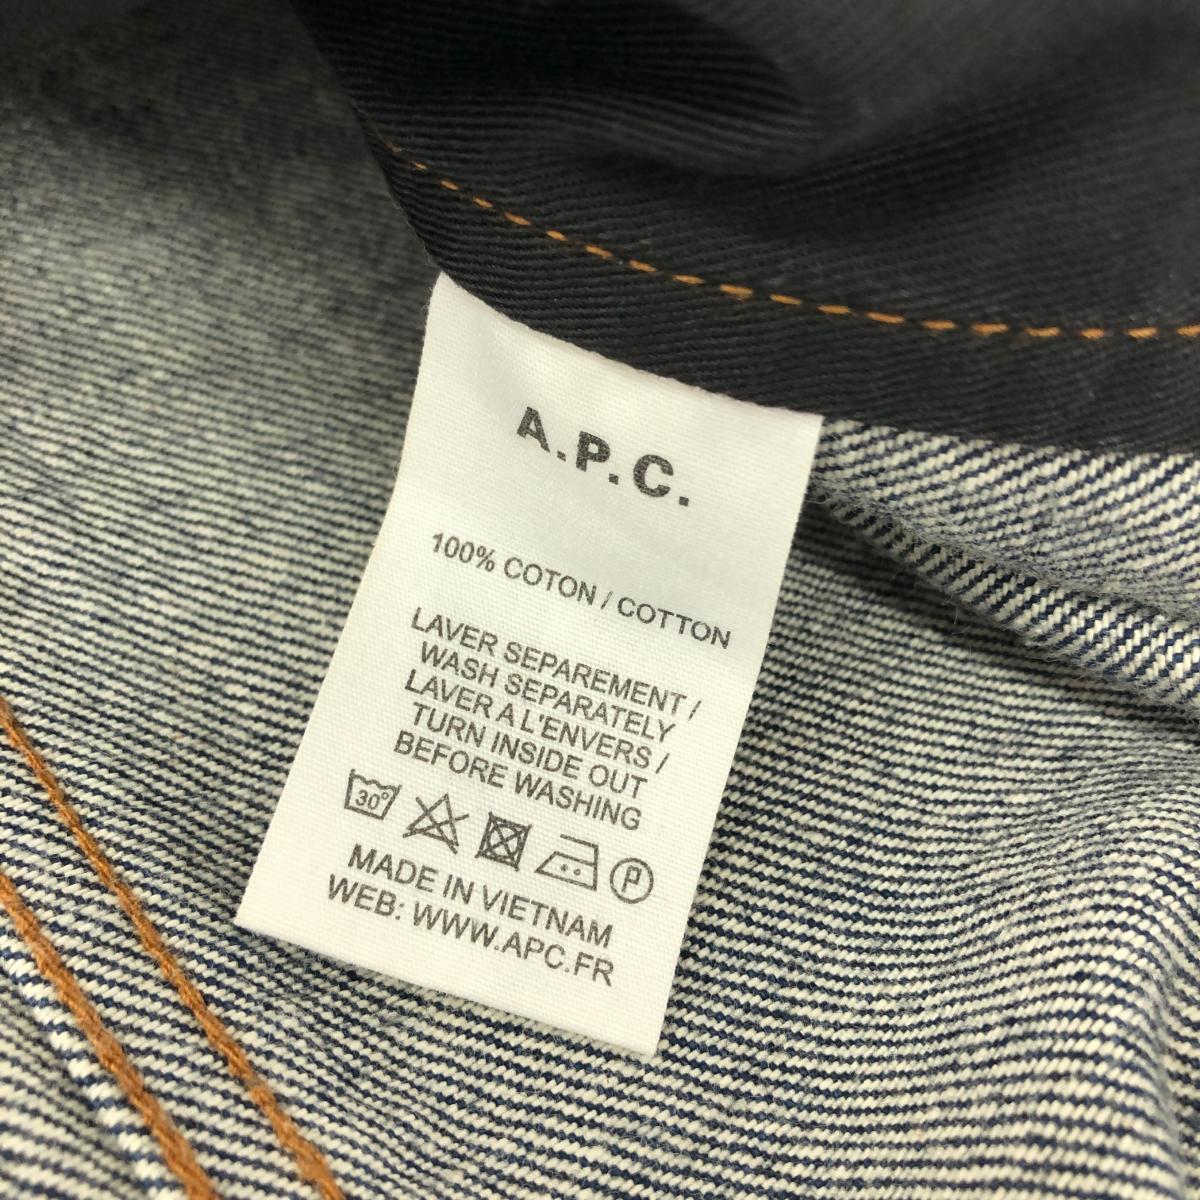 A.P.C.
100% COTON / COTTON
LAVER SEPAREMENT /
WASH SEPARATELY
LAVER A L'ENVERS /
TURN INSIDE OUT
BEFORE WASHING
30° P
MADE IN VIETNAM
WEB: WWW.APC.FR